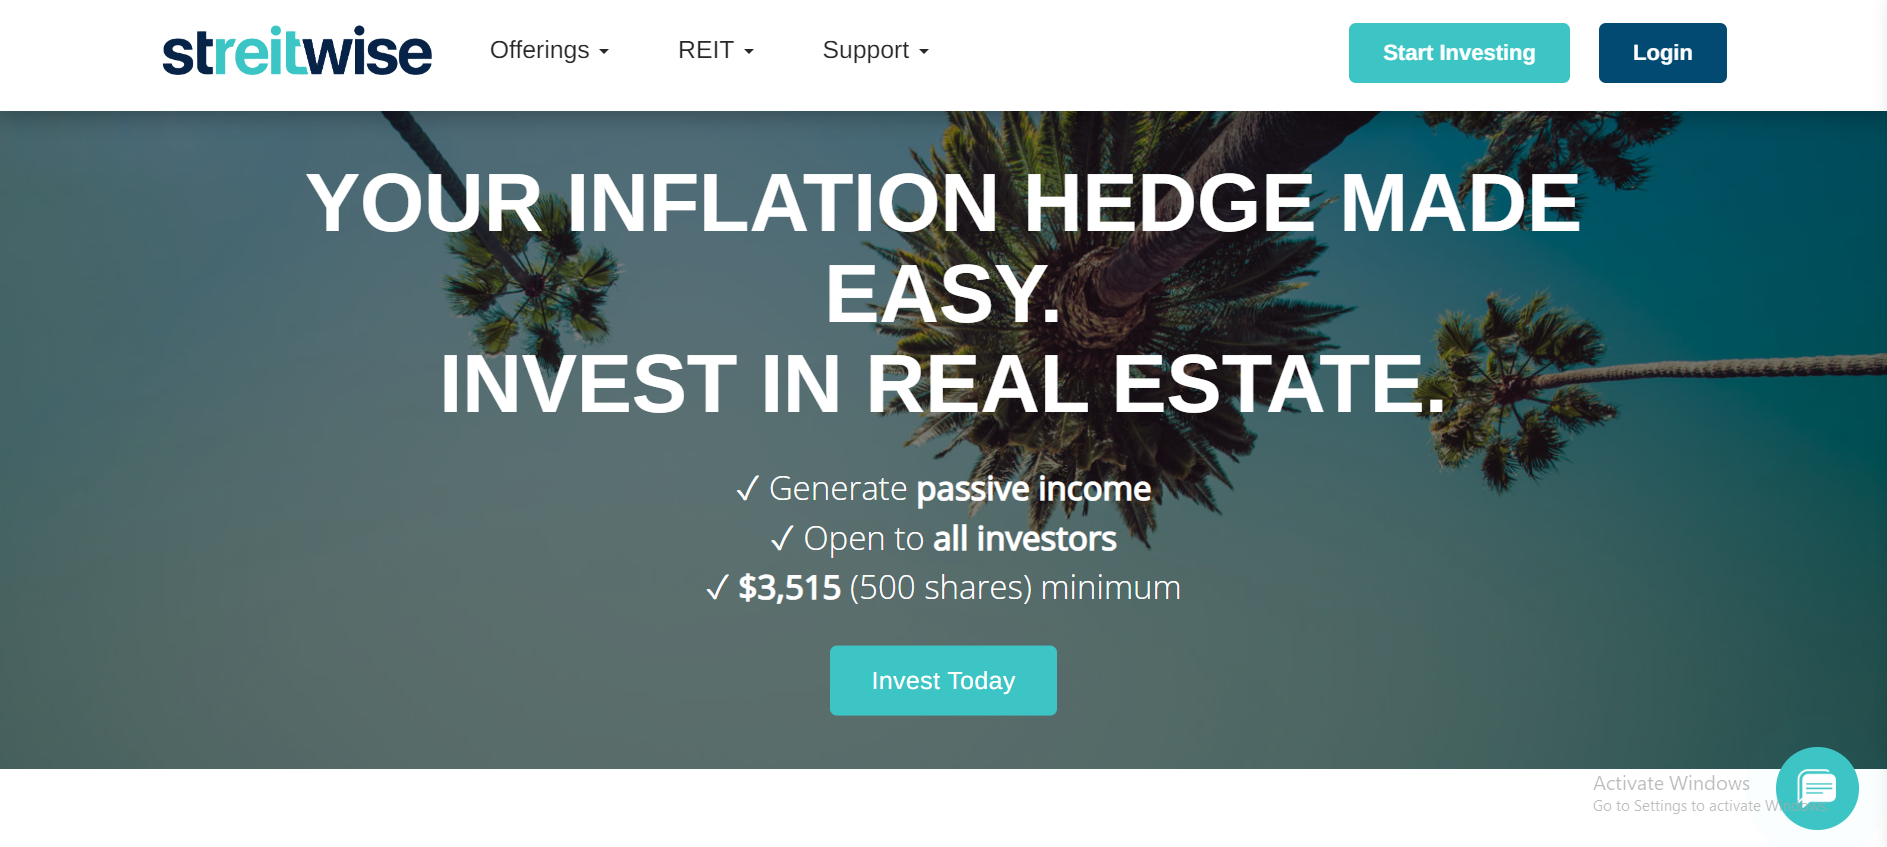 streitwise
Offerings
REIT
Support
Start Investing
Login
YOUR INFLATION HEDGE MADE
EASY.
INVEST IN REAL ESTATE.
✓ Generate passive income
✓ Open to all investors
✓ $3,515 (500 shares) minimum
Invest Today
Activate Windows
Go to Settings to activate Windows.